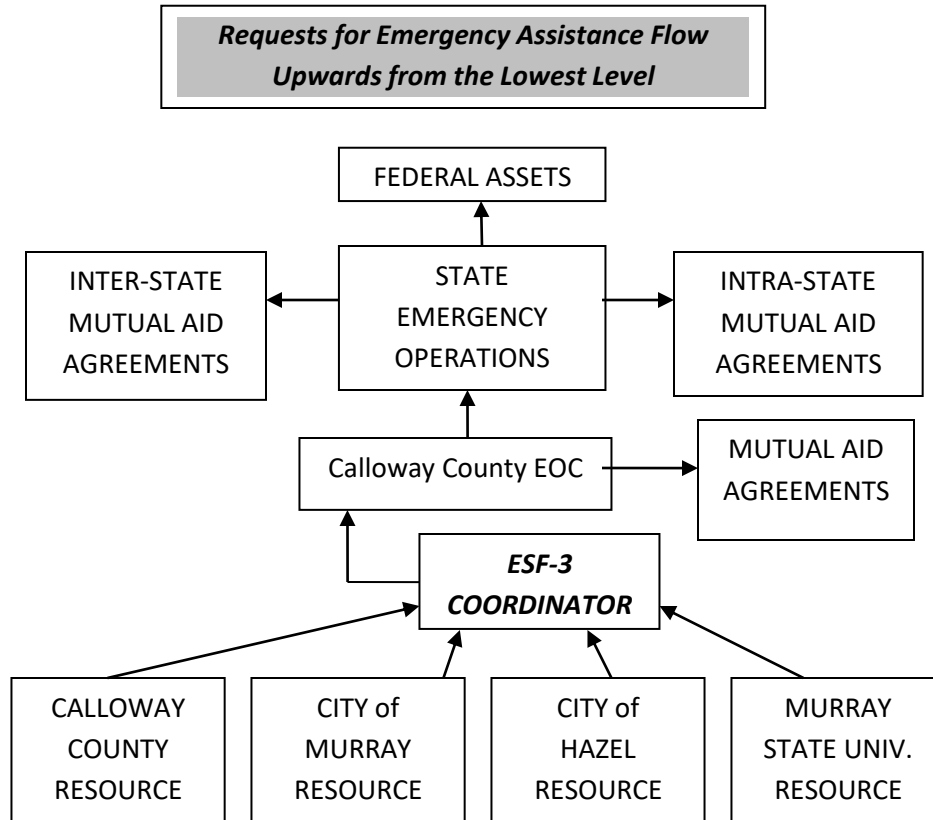 Requests for Emergency Assistance Flow
Upwards from the Lowest Level
FEDERAL ASSETS
INTER-STATE
MUTUAL AID
AGREEMENTS
STATE
EMERGENCY
OPERATIONS
INTRA-STATE
MUTUAL AID
AGREEMENTS
Calloway County EOC
MUTUAL AID
AGREEMENTS
ESF-3
COORDINATOR
CALLOWAY
COUNTY
RESOURCE
CITY of
MURRAY
RESOURCE
CITY of
HAZEL
RESOURCE
MURRAY
STATE UNIV.
RESOURCE